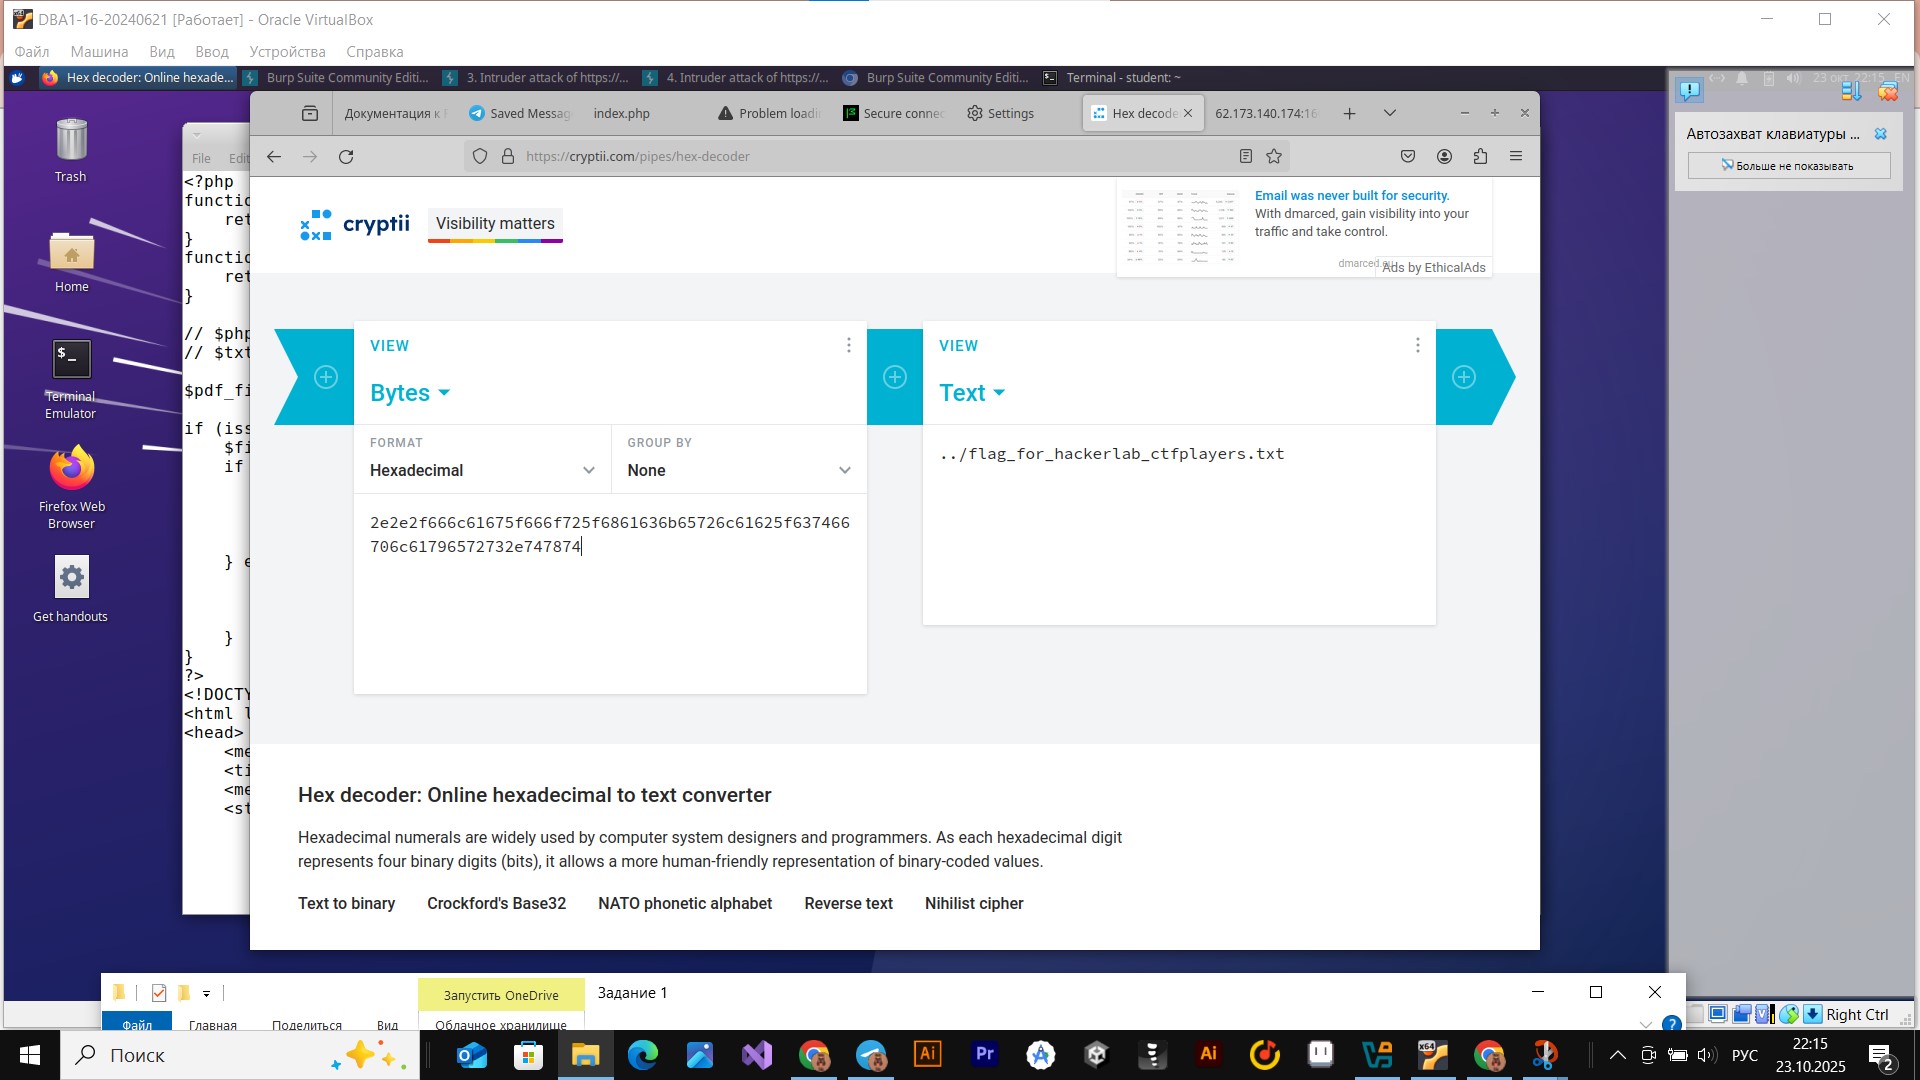 DBA1-16-20240621 [Работает] - Oracle VirtualBox
Файл Машина Вид Ввод Устройства Справка
Hex decoder: Online hexade... Burp Suite Community Editi... 3. Intruder attack of https://... 4. Intruder attack of https://... Burp Suite Community Editi... Terminal - student: ~ 23 окт, 22:15 EN
Документация к Saved Messag index.php Problem loadi Secure connec Settings Hex decode 62.173.140.174:16
https://cryptii.com/pipes/hex-decoder
Автозахват клавиатуры ...
Больше не показывать
Trash
Home
Terminal
Emulator
Firefox Web
Browser
Get handouts
File Edit
<?php
functio
ret
}
functio
ret
}
// $php
// $txt
$pdf_fi
if (iss
$fi
if
} e
}
}
?>
<!DOCTY
<html l
<head>
<me
<ti
<me
<st
cryptii
Visibility matters
Email was never built for security.
With dmarced, gain visibility into your
traffic and take control.
Ads by EthicalAds
VIEW
Bytes
FORMAT
Hexadecimal
GROUP BY
None
2e2e2f666c61675f666f725f6861636b65726c61625f637466
706c61796572732e747874
VIEW
Text
../flag_for_hackerlab_ctfplayers.txt
Hex decoder: Online hexadecimal to text converter
Hexadecimal numerals are widely used by computer system designers and programmers. As each hexadecimal digit
represents four binary digits (bits), it allows a more human-friendly representation of binary-coded values.
Text to binary Crockford's Base32 NATO phonetic alphabet Reverse text Nihilist cipher
Запустить OneDrive Задание 1
Файл Главная Поделиться Вид Облачное хранилище
Right Ctrl
Поиск
РУС
22:15
23.10.2025
2